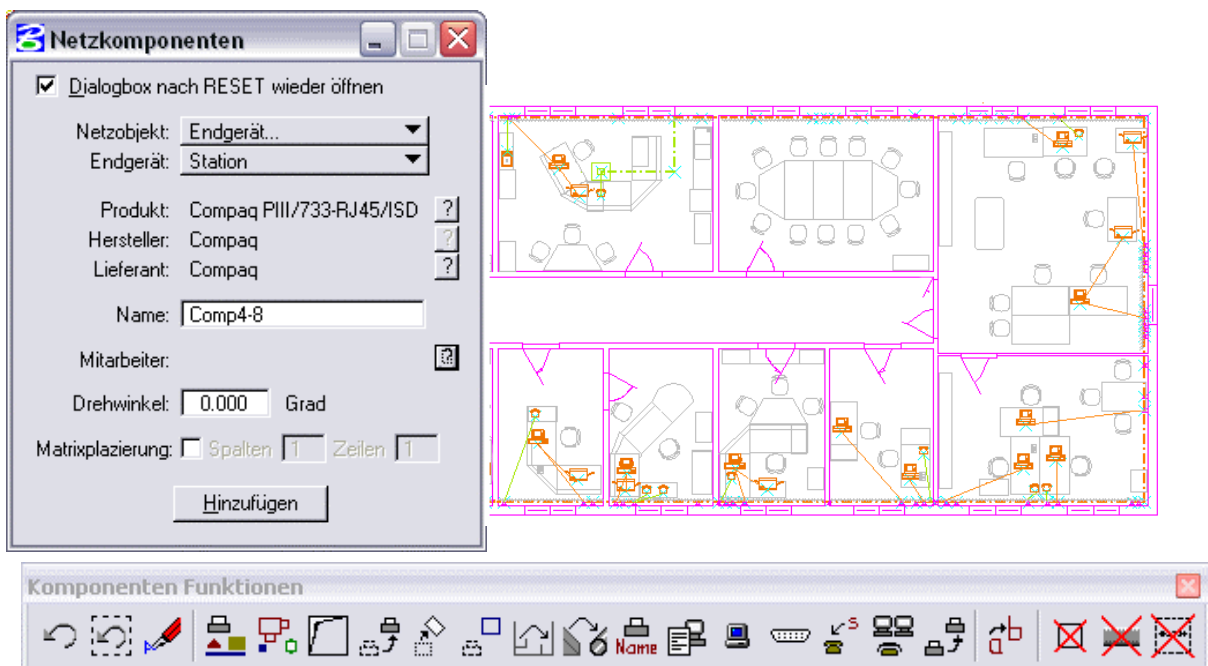 Netzkomponenten
Dialogbox nach RESET wieder öffnen
Netzobjekt: Endgerät...
Endgerät: Station
Produkt: Compaq PIII/733-RJ45/ISD ?
Hersteller: Compaq ?
Lieferant: Compaq ?
Name: Comp4-8
Mitarbeiter: ?
Drehwinkel: 0.000 Grad
Matrixplazierung: Spalten 1 Zeilen 1
Hinzufügen
Komponenten Funktionen
Name s a b